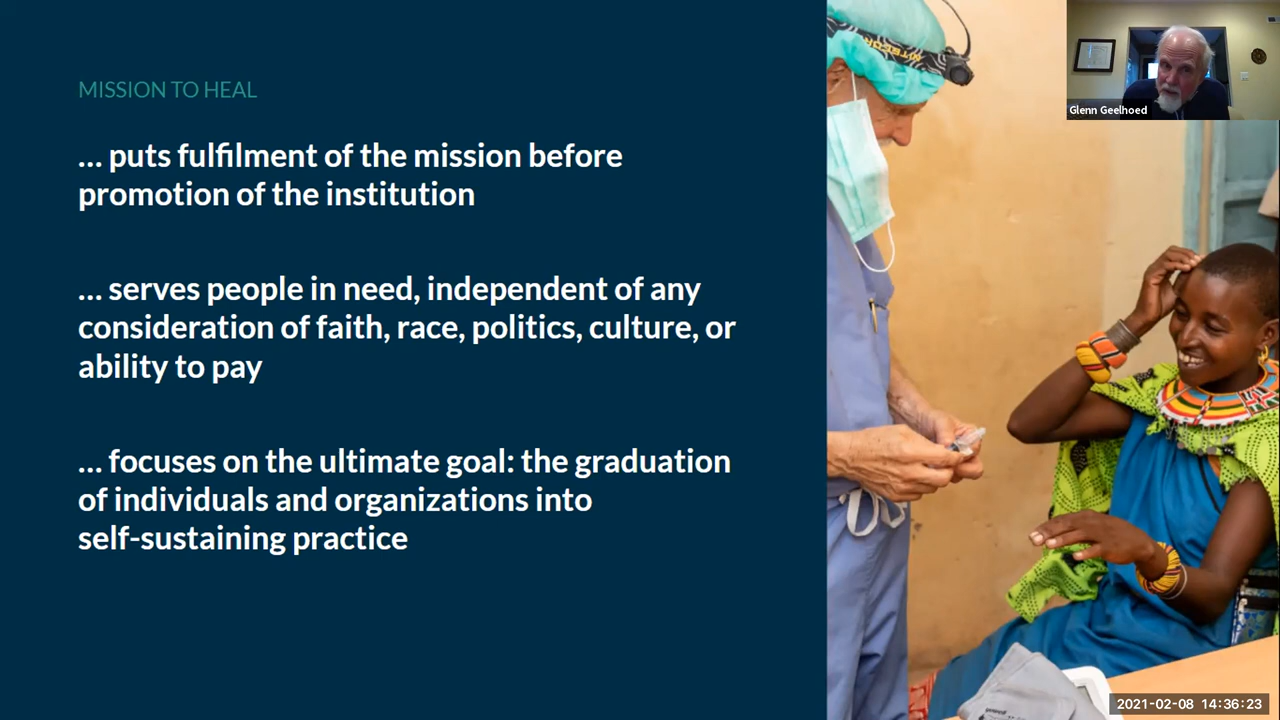 MISSION TO HEAL
... puts fulfilment of the mission before
promotion of the institution
... serves people in need, independent of any
consideration of faith, race, politics, culture, or
ability to pay
... focuses on the ultimate goal: the graduation
of individuals and organizations into
self-sustaining practice
NITECORE
Glenn Geelhoed
2021-02-08 14:36:23